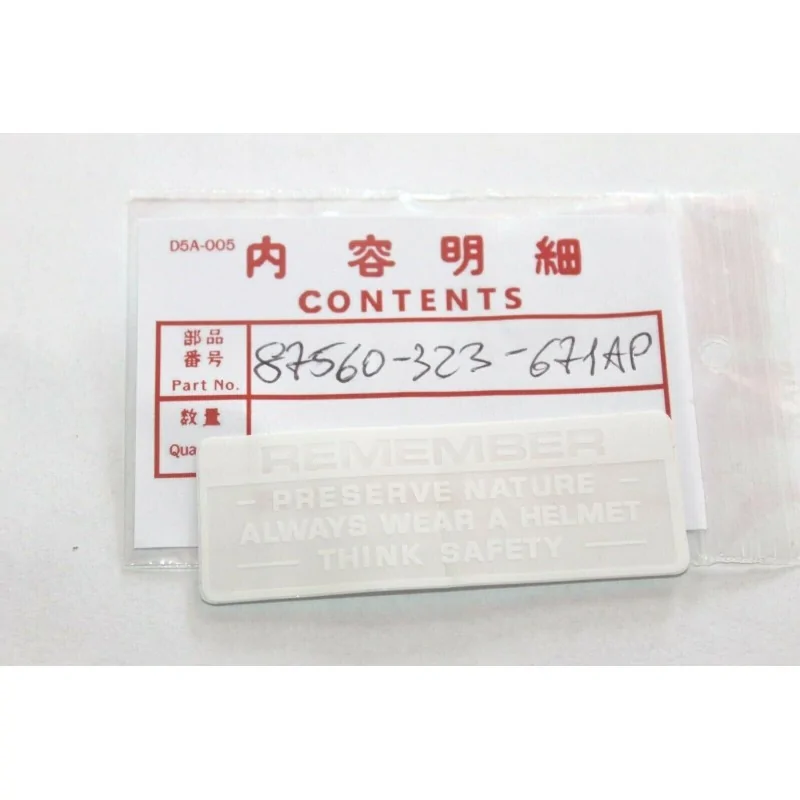 D5A-005 内容明細
CONTENTS
部品
番号
Part No. 87560-323-671AP
数量
Qua
REMEMBER
- PRESERVE NATURE -
ALWAYS WEAR A HELMET
— THINK SAFETY —